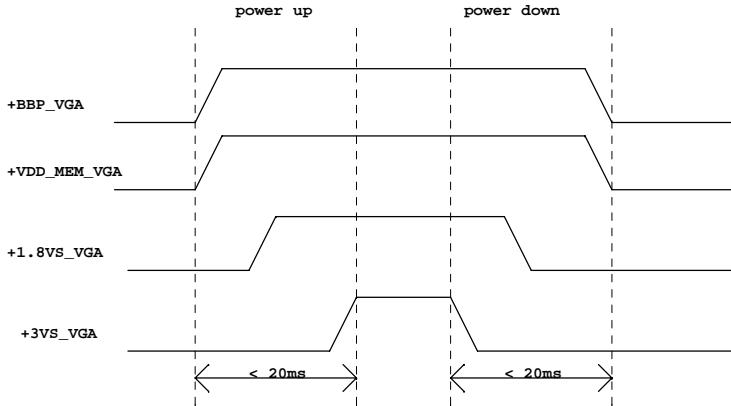 power up
power down
+BBP_VGA
+VDD_MEM_VGA
+1.8VS_VGA
+3VS_VGA
< 20ms
< 20ms